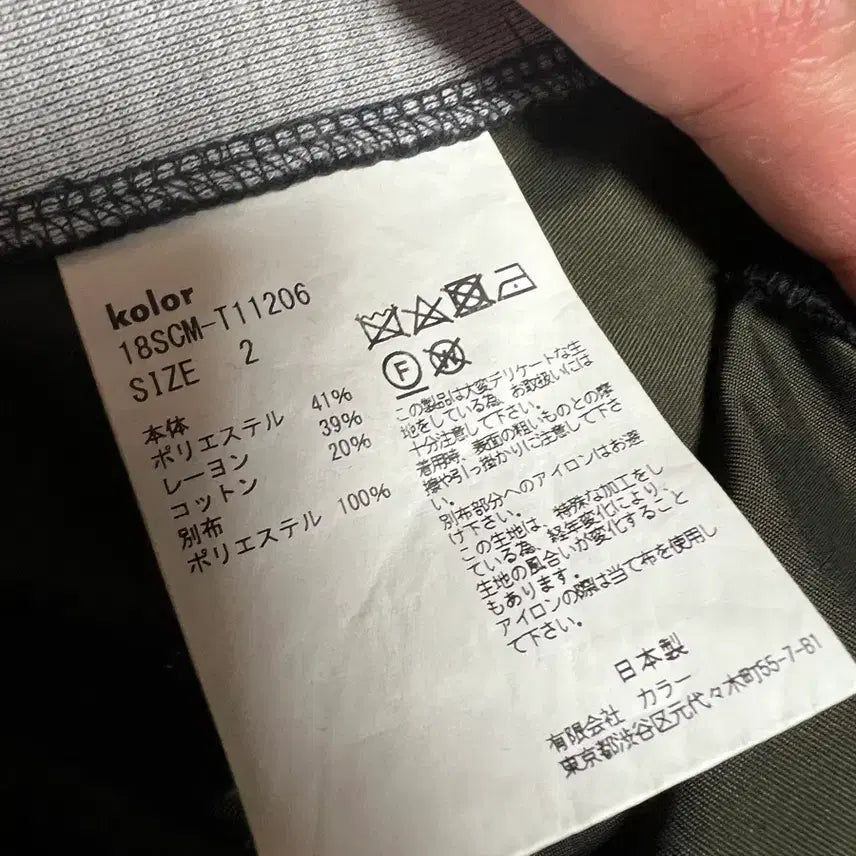 kolor
18SCM-T11206
SIZE 2
本体
ポリエステル 41%
レーヨン 39%
コットン 20%
別布
ポリエステル 100%
F
W
この製品は大変デリケートな生
地をしている為、お取扱いには
十分注意して下さい。
着用時、表面の粗いものとの摩
擦や引っ掛かりに注意して下さ
い。
別布部分へのアイロンはお避
け下さい。
この生地は、特殊な加工をし
ている為、経年変化により、
生地の風合いが変化すること
もあります。
アイロンの際は当て布を使用し
て下さい。
日本製
有限会社 カラー
東京都渋谷区元代々木町55-7-B1